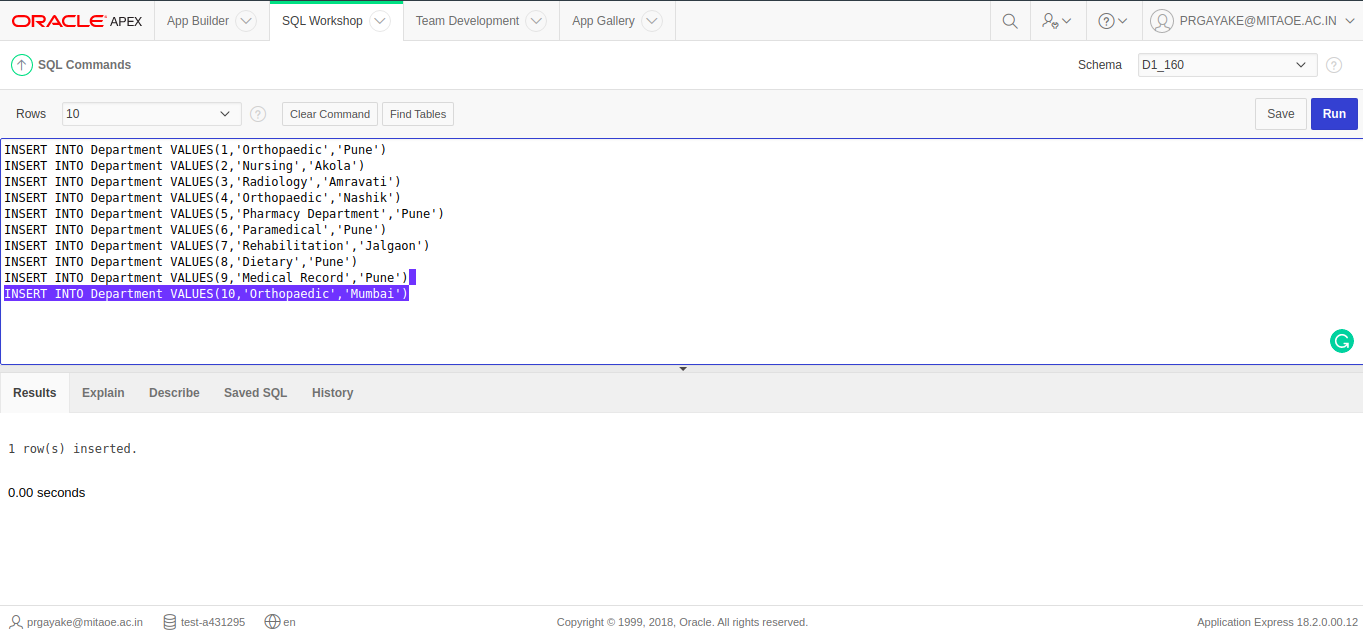 ORACLE APEX App Builder SQL Workshop Team Development App Gallery PRGAYAKE@MITAOE.AC.IN
SQL Commands Schema D1_160
Rows 10 Clear Command Find Tables Save Run
INSERT INTO Department VALUES(1,'Orthopaedic','Pune')
INSERT INTO Department VALUES(2,'Nursing','Akola')
INSERT INTO Department VALUES(3,'Radiology','Amravati')
INSERT INTO Department VALUES(4,'Orthopaedic','Nashik')
INSERT INTO Department VALUES(5,'Pharmacy Department','Pune')
INSERT INTO Department VALUES(6,'Paramedical','Pune')
INSERT INTO Department VALUES(7,'Rehabilitation','Jalgaon')
INSERT INTO Department VALUES(8,'Dietary','Pune')
INSERT INTO Department VALUES(9,'Medical Record','Pune')
INSERT INTO Department VALUES(10,'Orthopaedic','Mumbai')
Results Explain Describe Saved SQL History
1 row(s) inserted.
0.00 seconds
prgayake@mitaoe.ac.in test-a431295 en Copyright © 1999, 2018, Oracle. All rights reserved. Application Express 18.2.0.00.12